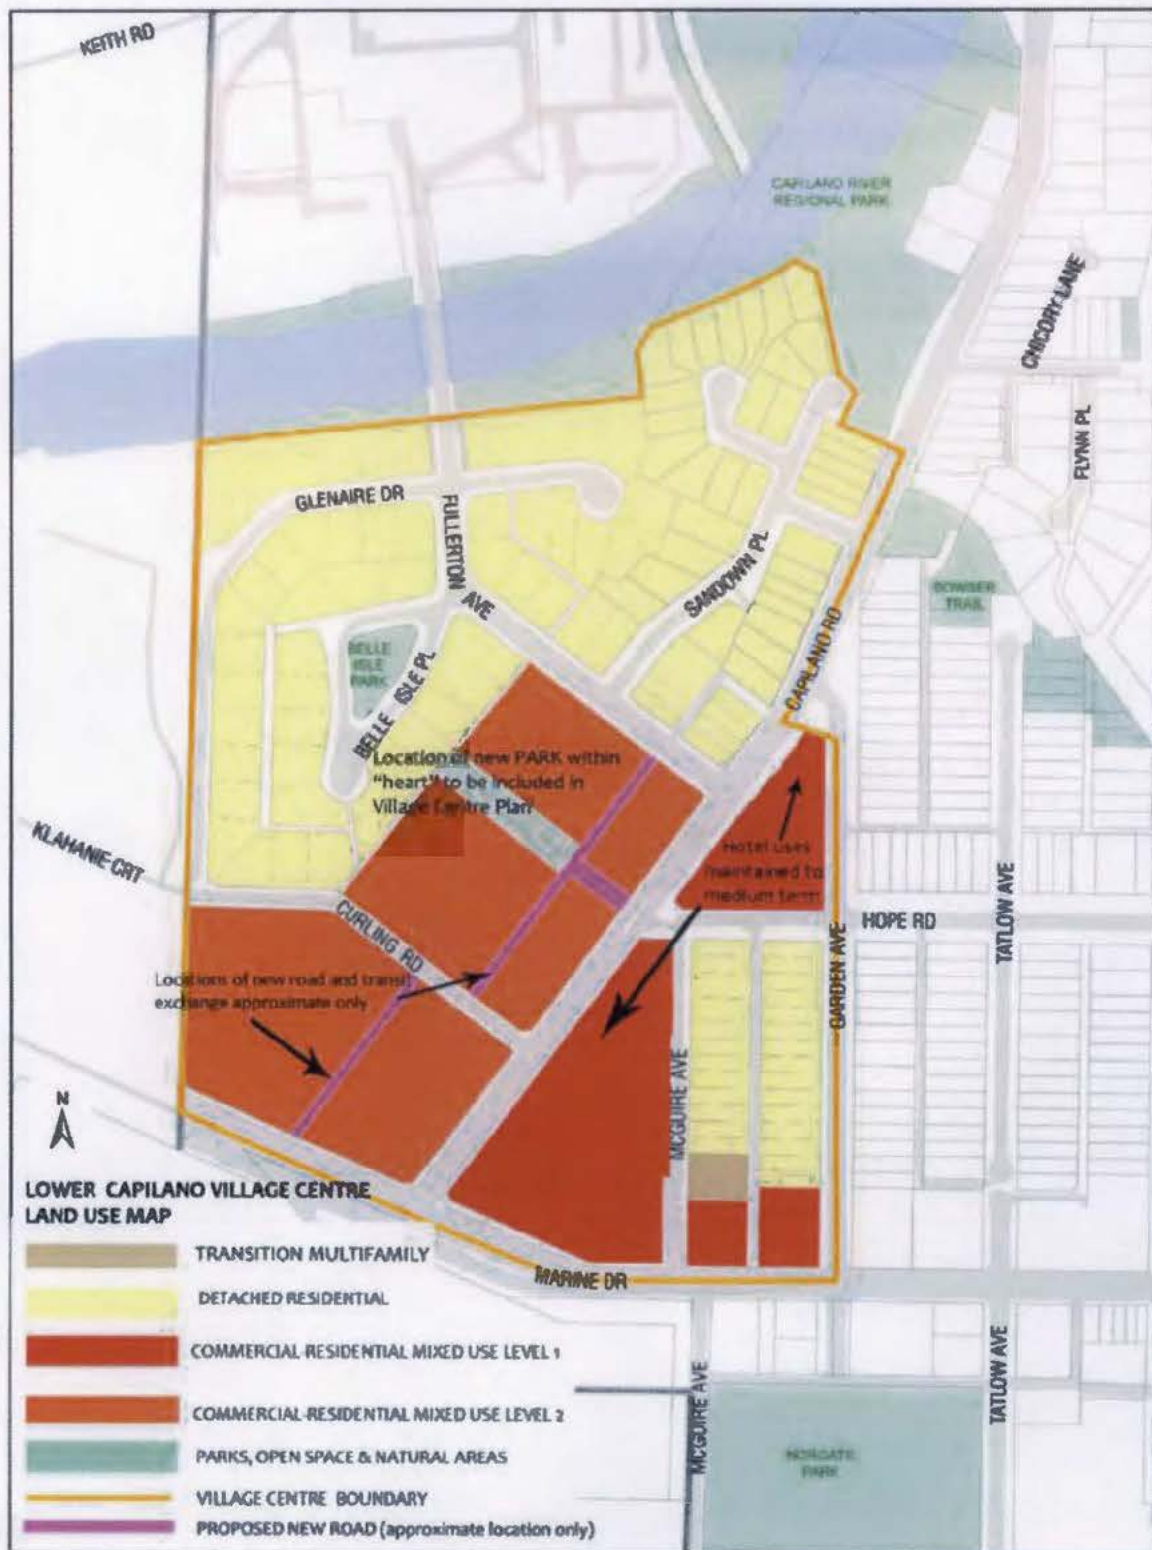 KEITH RD
CAPILANO RIVER
REGIONAL PARK
CHICORY LANE
FLYNN PL
GLENAIRE DR
FULLERTON AVE
SANDOWN PL
BOWSER
TRAIL
CAPILANO RD
BELLE
ISLE
PARK
BELLE ISLE PL
Location of new PARK within
"heart" to be included in
Village Centre Plan
KLAHANIE CRT
Hotel uses
maintained to
medium term
CURLING RD
HOPE RD
TATLOW AVE
GARDEN AVE
Locations of new road and transit
exchange approximate only
MCGUIRE AVE
N
LOWER CAPILANO VILLAGE CENTRE
LAND USE MAP
TRANSITION MULTIFAMILY
DETACHED RESIDENTIAL
COMMERCIAL-RESIDENTIAL MIXED USE LEVEL 1
COMMERCIAL-RESIDENTIAL MIXED USE LEVEL 2
PARKS, OPEN SPACE & NATURAL AREAS
VILLAGE CENTRE BOUNDARY
PROPOSED NEW ROAD (approximate location only)
MARINE DR
MCGUIRE AVE
TATLOW AVE
NORGATE
PARK